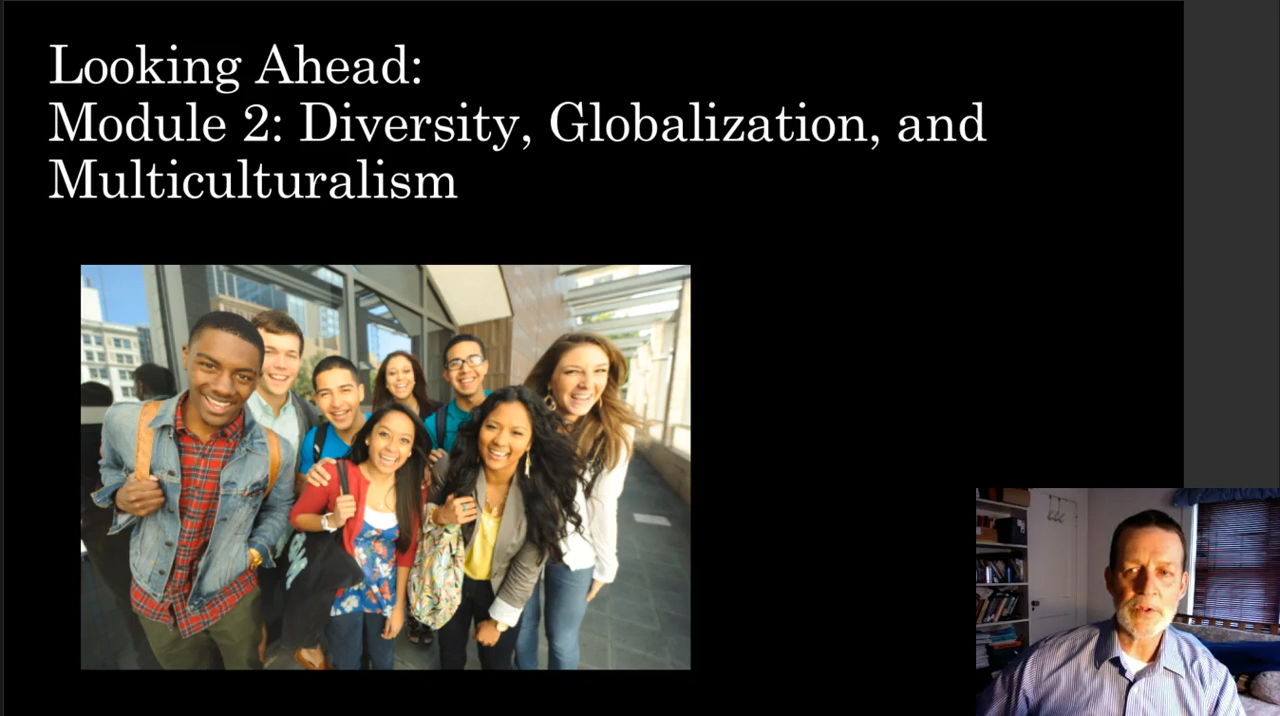 Looking Ahead:
Module 2: Diversity, Globalization, and
Multiculturalism